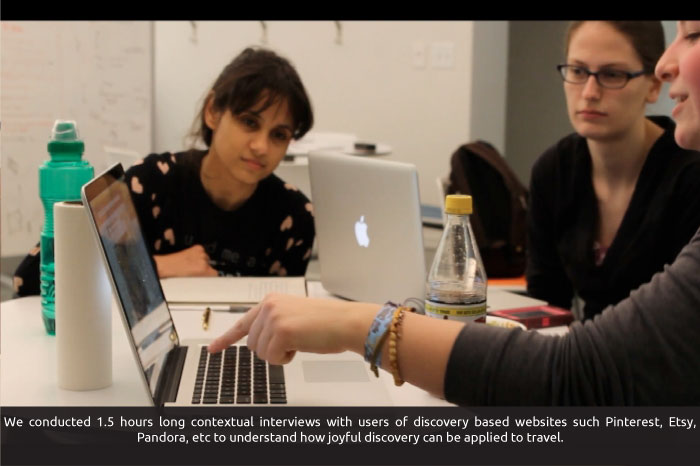 We conducted 1.5 hours long contextual interviews with users of discovery based websites such Pinterest, Etsy,
Pandora, etc to understand how joyful discovery can be applied to travel.